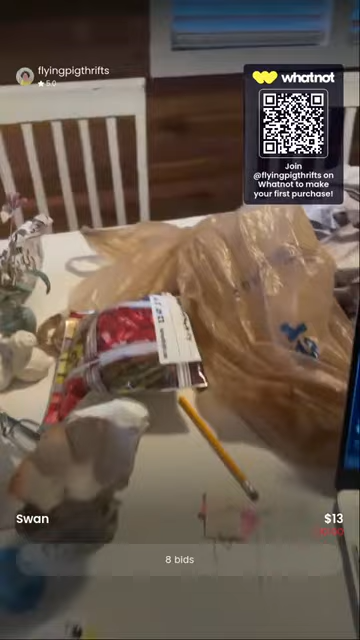 flyingpigthrifts
★ 5.0
whatnot
Join
@flyingpigthrifts on
Whatnot to make
your first purchase!
Swan
$13
8 bids